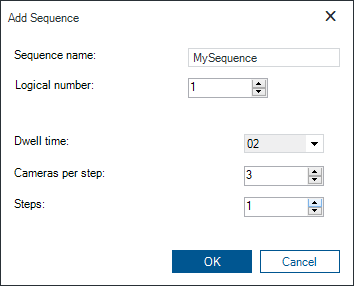 Add Sequence
Sequence name: MySequence
Logical number: 1
Dwell time: 02
Cameras per step: 3
Steps: 1
OK Cancel